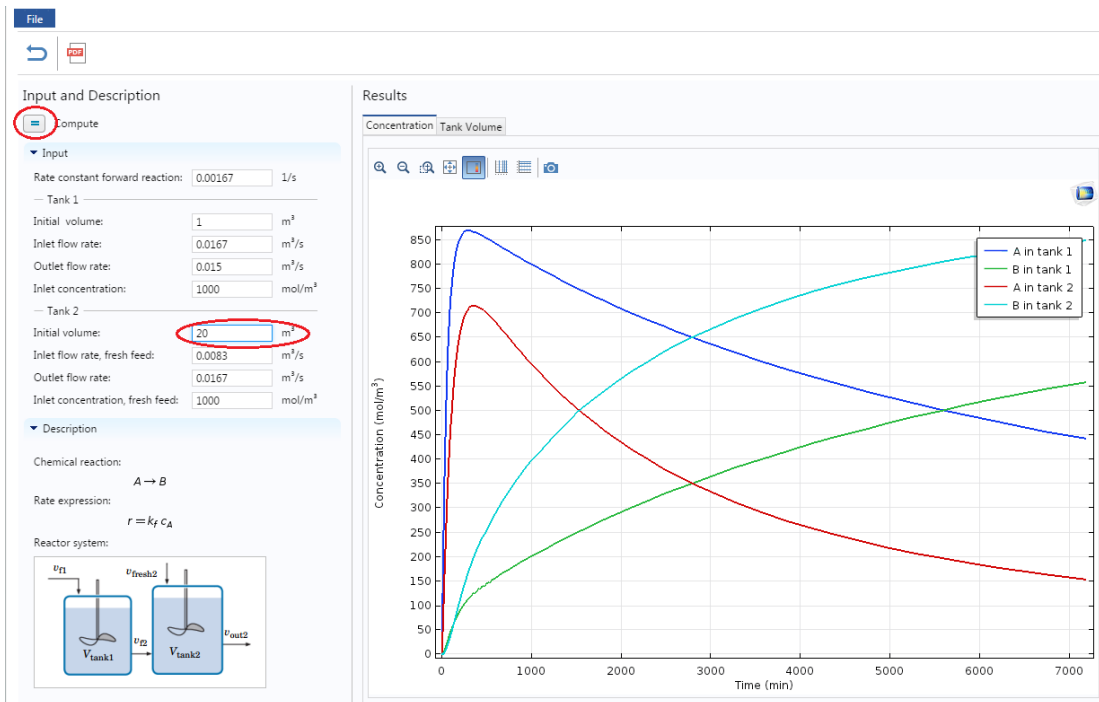 File
PDF
Input and Description
= Compute
Input
Rate constant forward reaction: 0.00167 1/s
Tank 1
Initial volume: 1 m³
Inlet flow rate: 0.0167 m³/s
Outlet flow rate: 0.015 m³/s
Inlet concentration: 1000 mol/m³
Tank 2
Initial volume: 20 m³
Inlet flow rate, fresh feed: 0.0083 m³/s
Outlet flow rate: 0.0167 m³/s
Inlet concentration, fresh feed: 1000 mol/m³
Description
Chemical reaction:
A → B
Rate expression:
r = k_f c_A
Reactor system:
v_f1
v_fresh2
V_tank1
v_f2
V_tank2
v_out2
Results
Concentration Tank Volume
850
800
750
700
650
600
550
500
450
400
350
300
250
200
150
100
50
0
Concentration (mol/m³)
A in tank 1
B in tank 1
A in tank 2
B in tank 2
0 1000 2000 3000 4000 5000 6000 7000
Time (min)